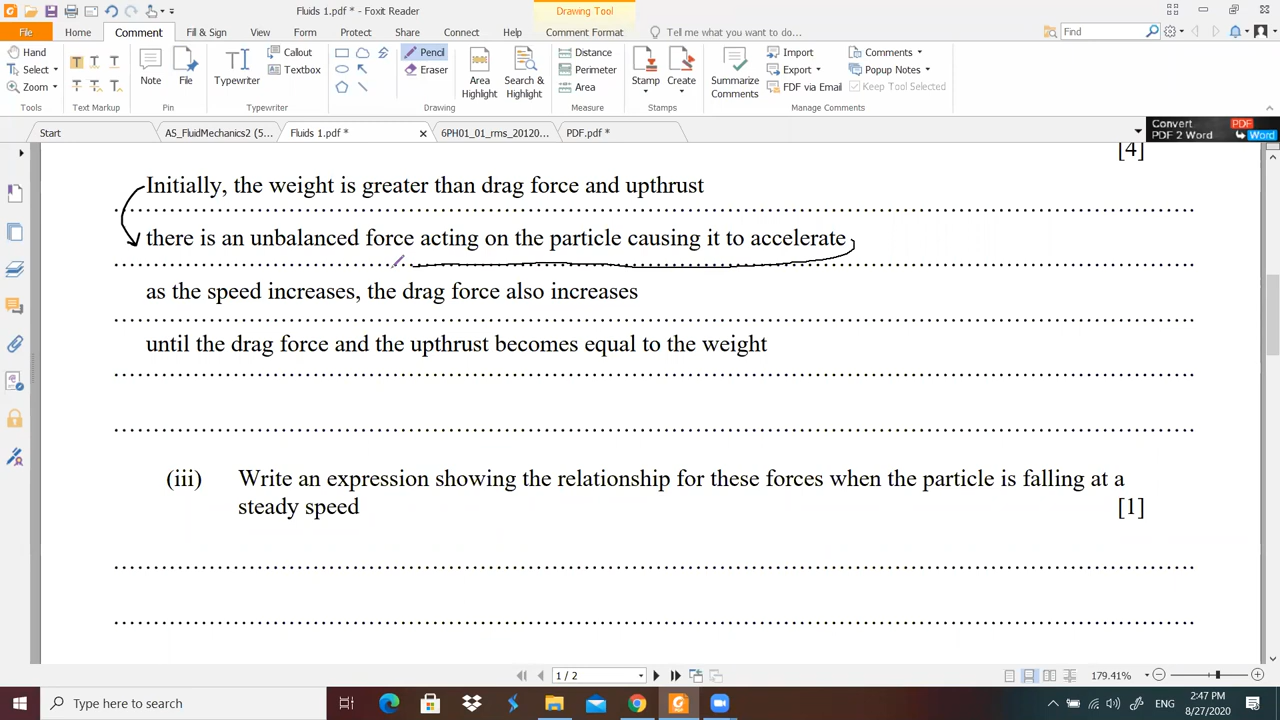 Fluids 1.pdf * - Foxit Reader
Drawing Tool
File Home Comment Fill & Sign View Form Protect Share Connect Help Comment Format Tell me what you want to do... Find
Hand
Select
Zoom
Tools
Text Markup
Note
File
Pin
Typewriter
Callout
Textbox
Typewriter
Pencil
Eraser
Drawing
Area Highlight
Search & Highlight
Distance
Perimeter
Area
Measure
Stamp
Create
Stamps
Summarize Comments
Import
Export
FDF via Email
Comments
Popup Notes
Keep Tool Selected
Manage Comments
Start AS_FluidMechanics2 (5... Fluids 1.pdf * 6PH01_01_rms_20120... PDF.pdf *
Convert PDF
PDF 2 Word Word
[4]
Initially, the weight is greater than drag force and upthrust
there is an unbalanced force acting on the particle causing it to accelerate
as the speed increases, the drag force also increases
until the drag force and the upthrust becomes equal to the weight
(iii) Write an expression showing the relationship for these forces when the particle is falling at a
steady speed [1]
1 / 2 179.41%
Type here to search
ENG
2:47 PM
8/27/2020